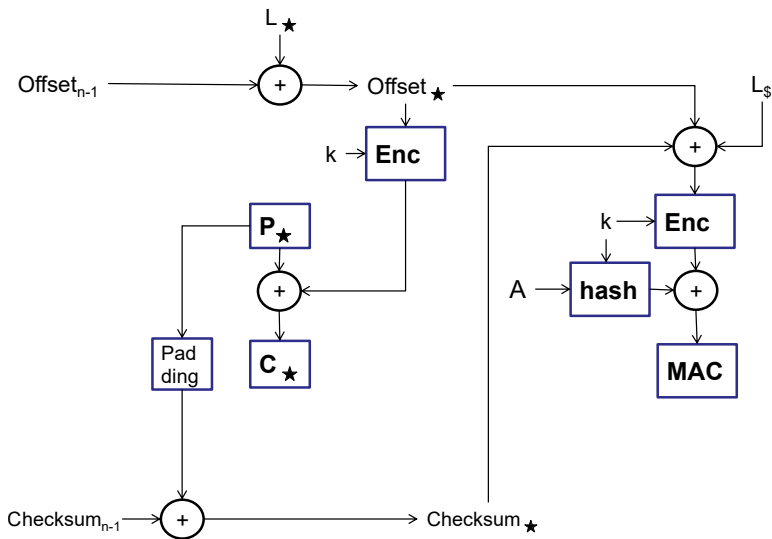 L★
Offsetn-1
+
Offset★
L$
k
Enc
+
P★
k
Enc
+
A
hash
+
Pad
ding
C★
MAC
Checksumn-1
+
Checksum★